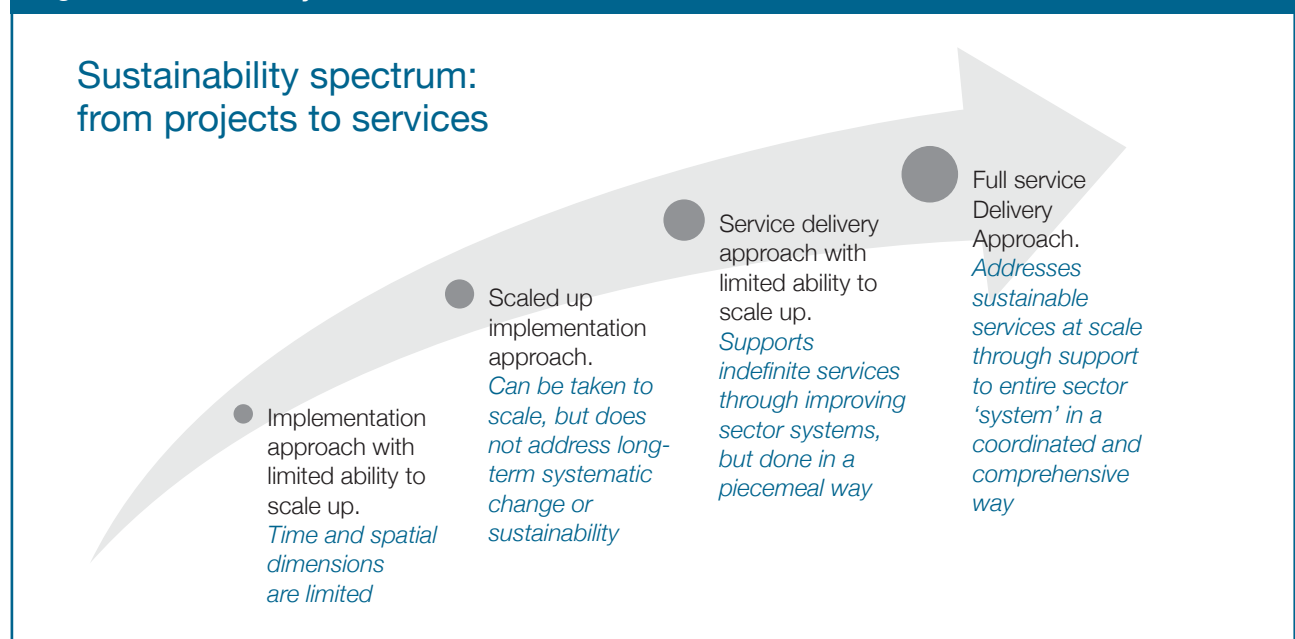 Sustainability spectrum:
from projects to services
Implementation
approach with
limited ability to
scale up.
Time and spatial
dimensions
are limited
Scaled up
implementation
approach.
Can be taken to
scale, but does
not address long-
term systematic
change or
sustainability
Service delivery
approach with
limited ability to
scale up.
Supports
indefinite services
through improving
sector systems,
but done in a
piecemeal way
Full service
Delivery
Approach.
Addresses
sustainable
services at scale
through support
to entire sector
‘system’ in a
coordinated and
comprehensive
way